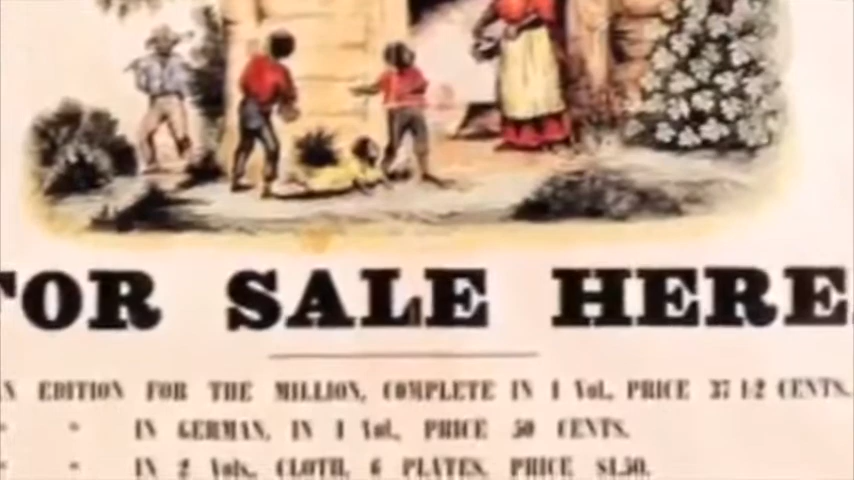 FOR SALE HERE.
AN EDITION FOR THE MILLION, COMPLETE IN 1 Vol., PRICE 37 1-2 CENTS.
" " IN GERMAN, IN 1 Vol., PRICE 50 CENTS.
" " IN 2 Vols., CLOTH, 6 PLATES, PRICE $1.50.